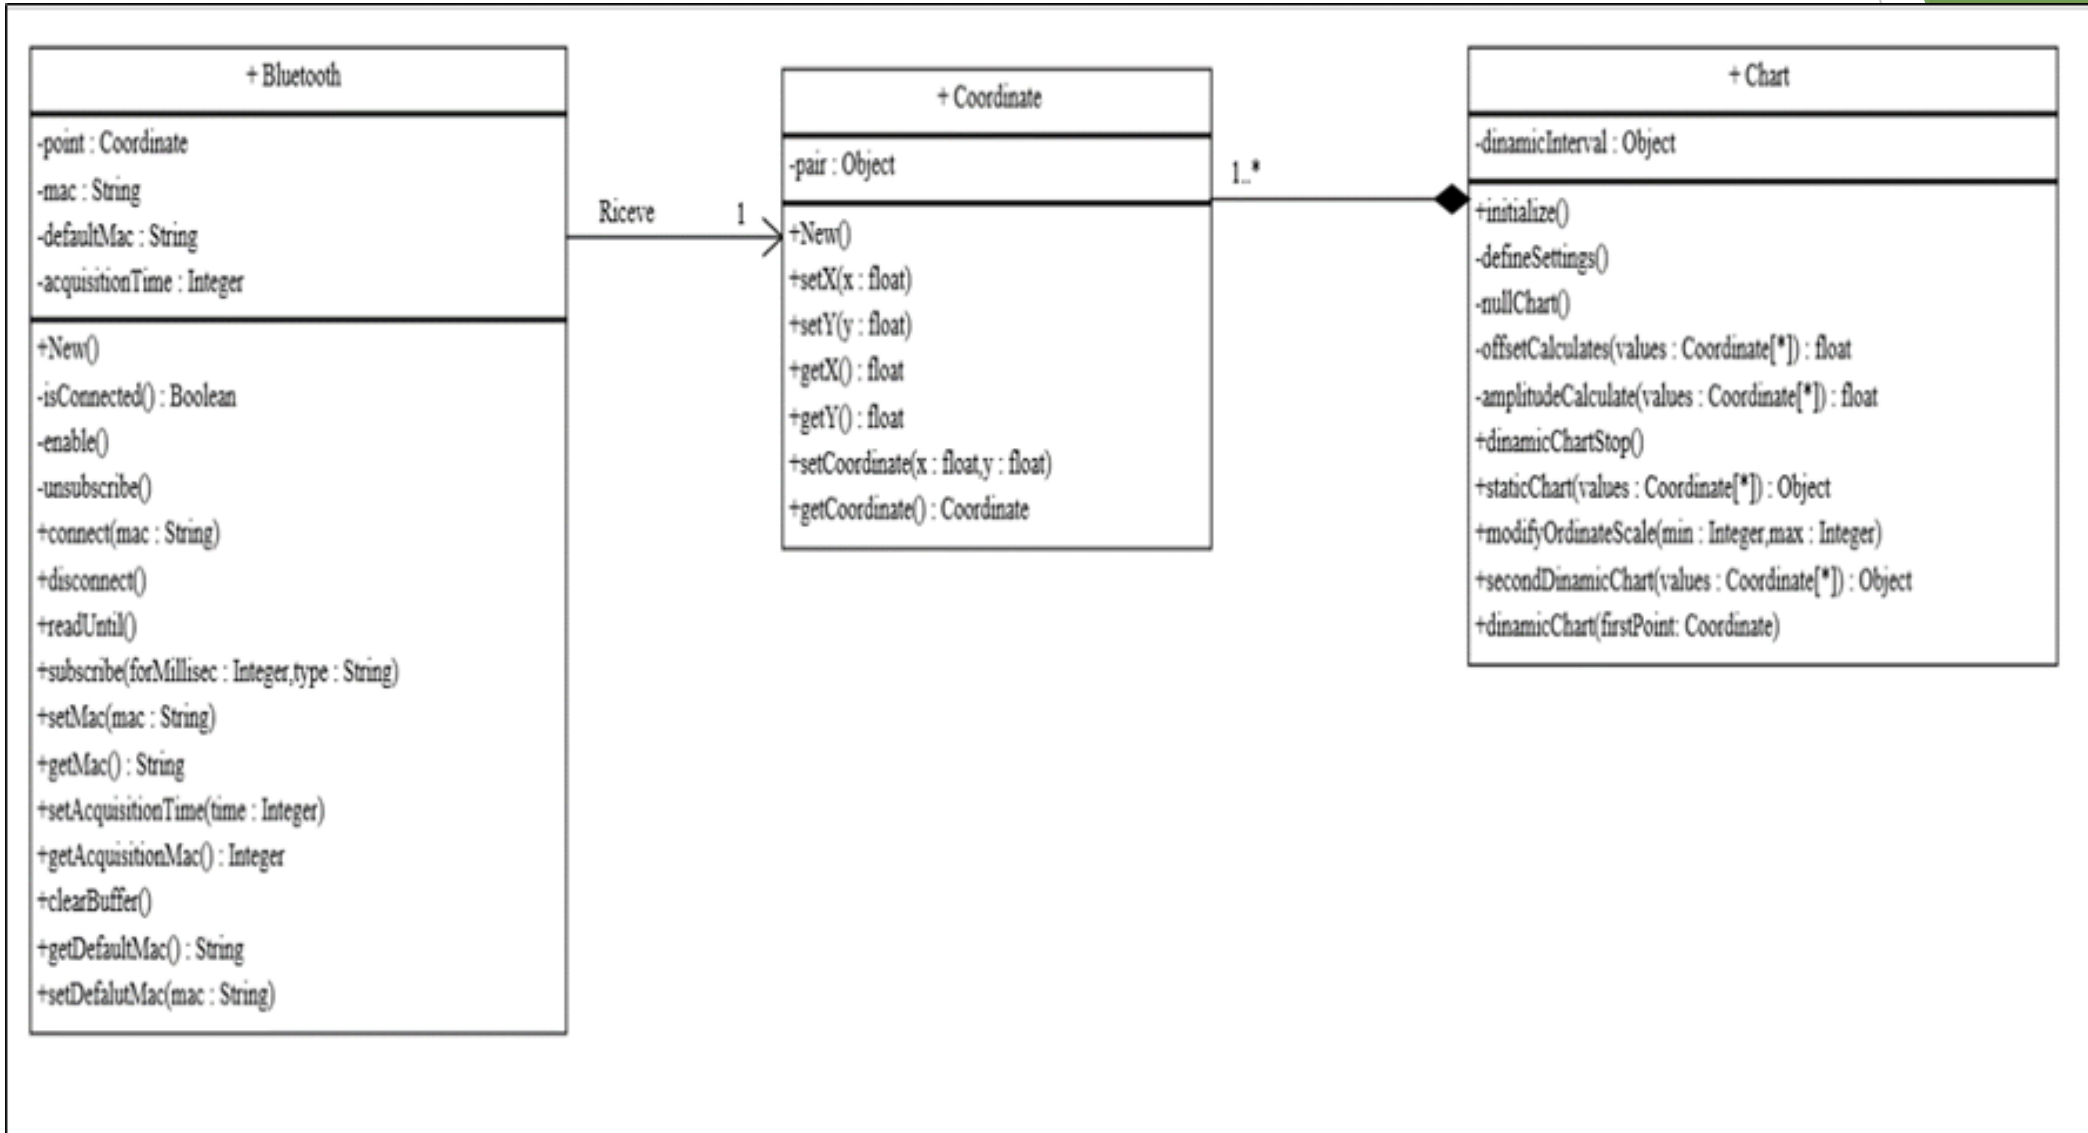 + Bluetooth
-point : Coordinate
-mac : String
-defaultMac : String
-acquisitionTime : Integer
+New()
-isConnected() : Boolean
-enable()
-unsubscribe()
+connect(mac : String)
+disconnect()
+readUntil()
+subscribe(forMillisec : Integer,type : String)
+setMac(mac : String)
+getMac() : String
+setAcquisitionTime(time : Integer)
+getAcquisitionMac() : Integer
+clearBuffer()
+getDefaultMac() : String
+setDefalutMac(mac : String)
Riceve
1
+ Coordinate
-pair : Object
+New()
+setX(x : float)
+setY(y : float)
+getX() : float
+getY() : float
+setCoordinate(x : float,y : float)
+getCoordinate() : Coordinate
1..*
+ Chart
-dinamicInterval : Object
+initialize()
-defineSettings()
-nullChart()
-offsetCalculates(values : Coordinate[*]) : float
-amplitudeCalculate(values : Coordinate[*]) : float
+dinamicChartStop()
+staticChart(values : Coordinate[*]) : Object
+modifyOrdinateScale(min : Integer,max : Integer)
+secondDinamicChart(values : Coordinate[*]) : Object
+dinamicChart(firstPoint: Coordinate)